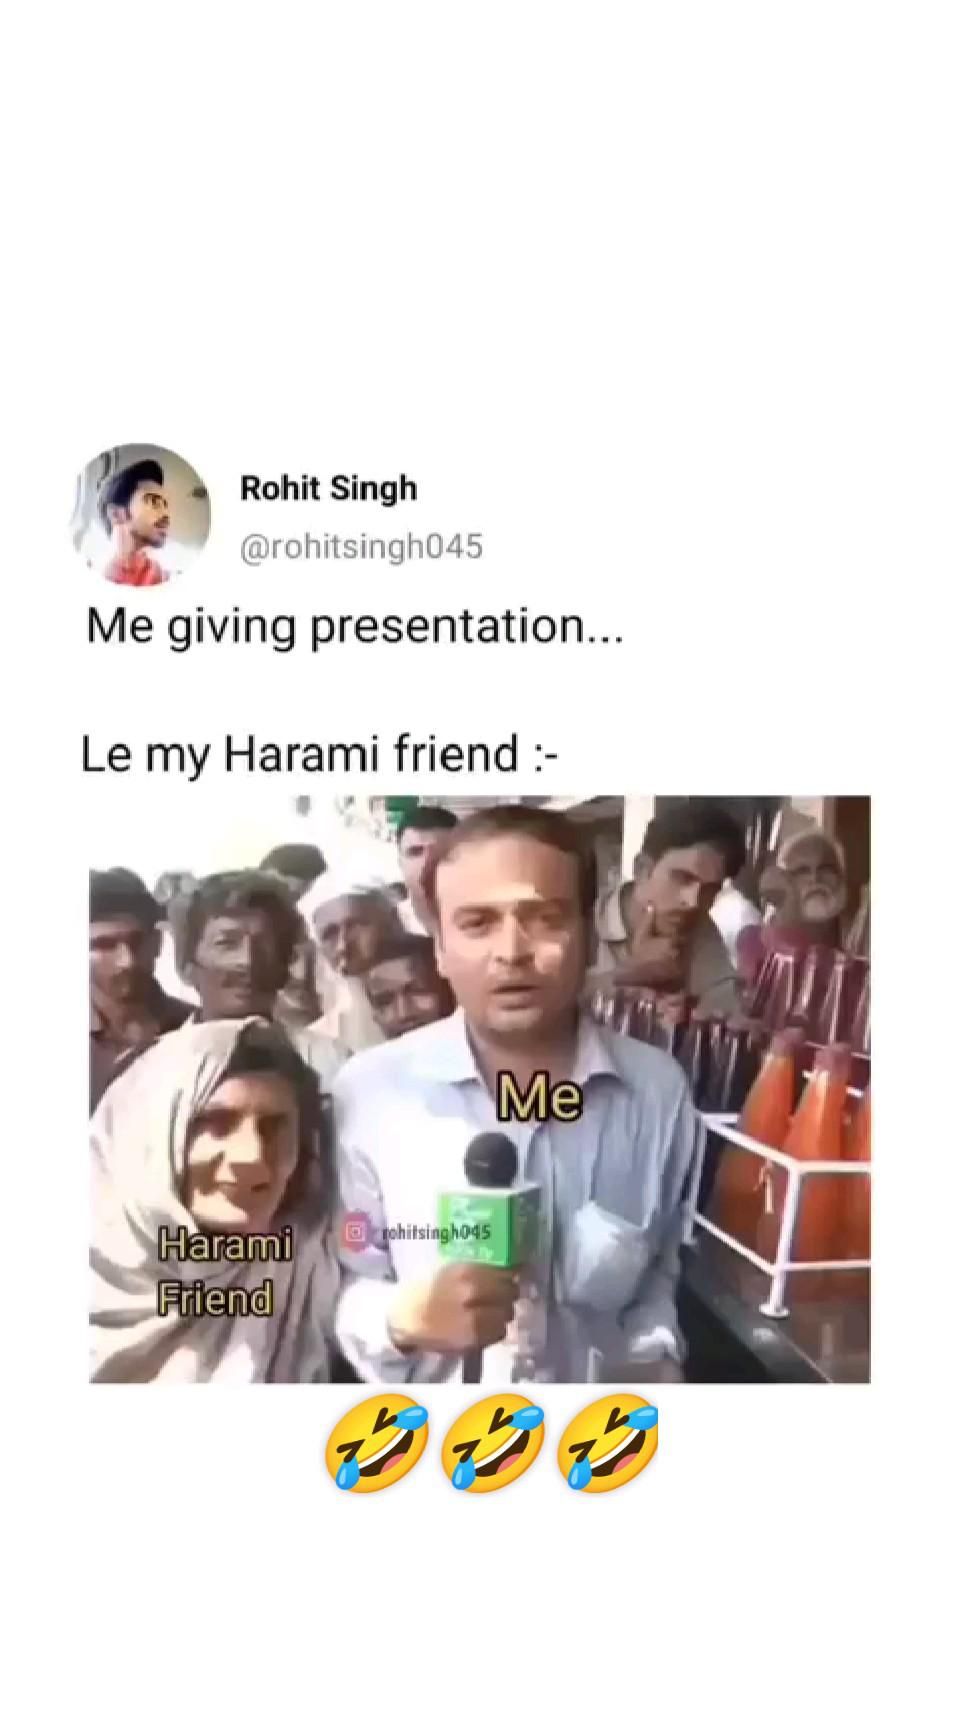 Rohit Singh
@rohitsingh045
Me giving presentation...
Le my Harami friend :-
Me
rohitsingh045
Harami
Friend